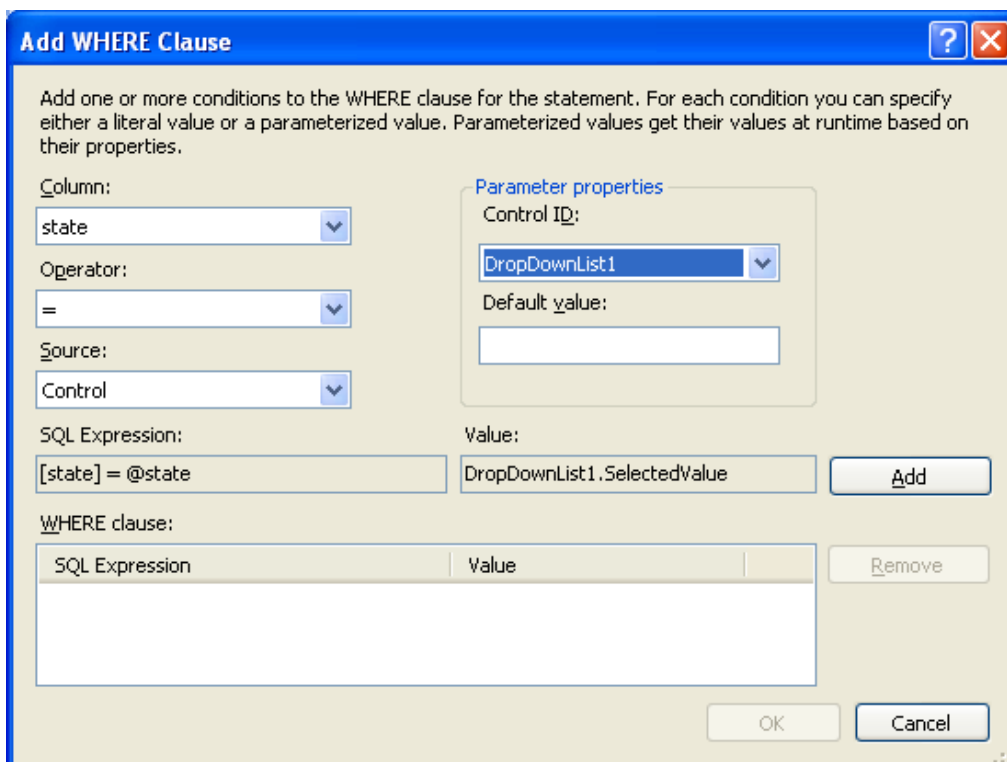 Add WHERE Clause
Add one or more conditions to the WHERE clause for the statement. For each condition you can specify
either a literal value or a parameterized value. Parameterized values get their values at runtime based on
their properties.
Column:
state
Operator:
=
Source:
Control
Parameter properties
Control ID:
DropDownList1
Default value:
SQL Expression:
[state] = @state
Value:
DropDownList1.SelectedValue
Add
WHERE clause:
SQL Expression Value
Remove
OK Cancel